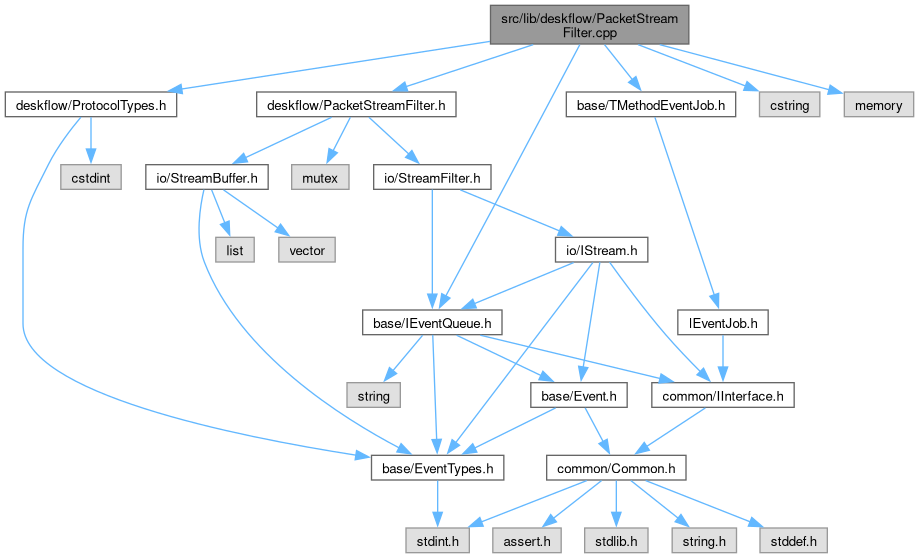 src/lib/deskflow/PacketStream
Filter.cpp
deskflow/ProtocolTypes.h
deskflow/PacketStreamFilter.h
base/TMethodEventJob.h
cstring
memory
cstdint
io/StreamBuffer.h
mutex
io/StreamFilter.h
list
vector
io/IStream.h
base/IEventQueue.h
IEventJob.h
string
base/Event.h
common/IInterface.h
base/EventTypes.h
common/Common.h
stdint.h
assert.h
stdlib.h
string.h
stddef.h